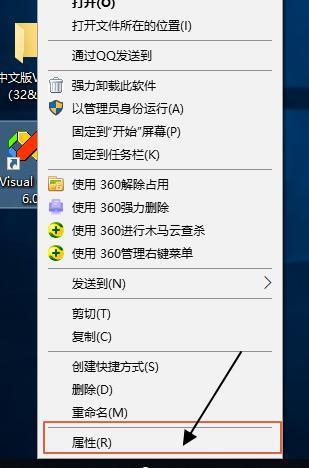 打开(O)
打开文件所在的位置(I)
通过QQ发送到
强力卸载此软件
以管理员身份运行(A)
固定到"开始"屏幕(P)
固定到任务栏(K)
使用 360解除占用
使用 360强力删除
使用 360进行木马云查杀
使用 360管理右键菜单
发送到(N)
剪切(T)
复制(C)
创建快捷方式(S)
删除(D)
重命名(M)
属性(R)
中文版V
(32&
Visual
6.0